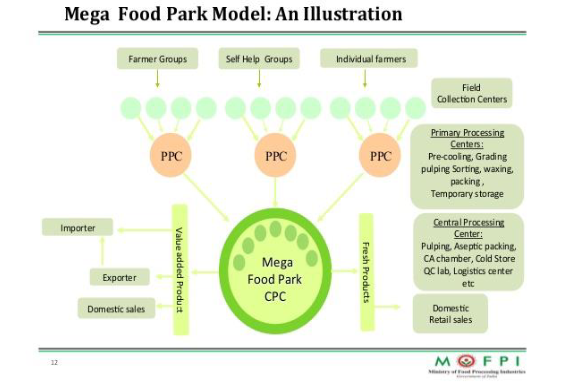 Mega Food Park Model: An Illustration
Farmer Groups
Self Help Groups
Individual farmers
Field
Collection Centers
PPC
PPC
PPC
Primary Processing
Centers:
Pre-cooling, Grading
pulping Sorting, waxing,
packing ,
Temporary storage
Central Processing
Center:
Pulping, Aseptic packing,
CA chamber, Cold Store
QC lab, Logistics center
etc
Importer
Exporter
Domestic sales
Value added Product
Mega
Food Park
CPC
Fresh Products
Domestic
Retail sales
12
MOFPI
Ministry of Food Processing Industries
Government of India